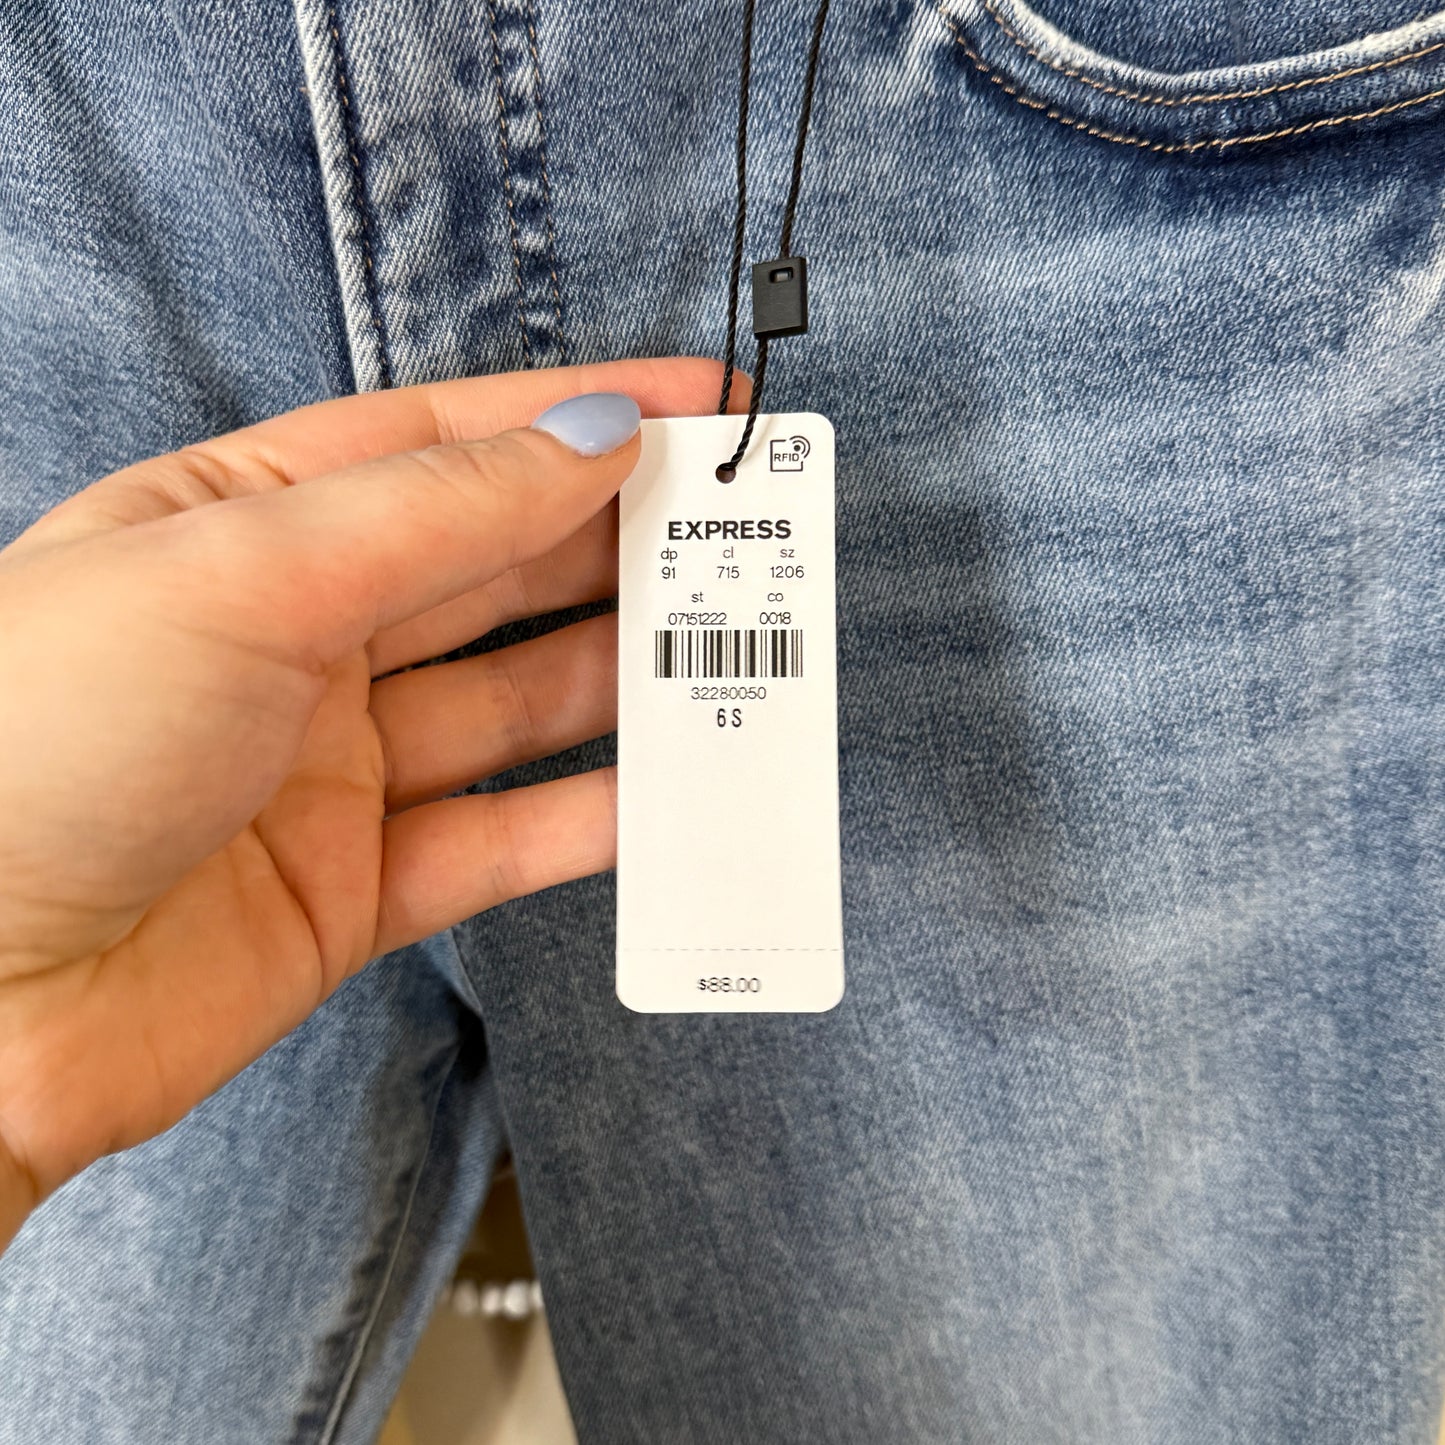 RFID
EXPRESS
dp cl sz
91 715 1206
st co
07151222 0018
32280050
6 S
$88.00